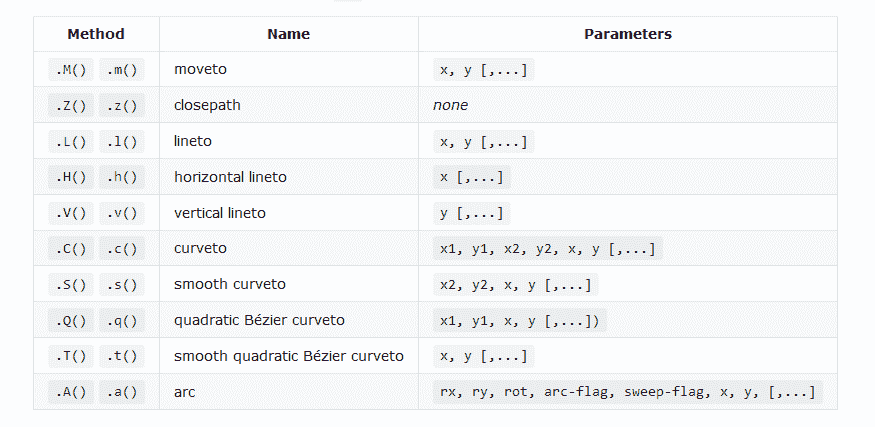 Method Name Parameters
.M() .m() moveto x, y [,...]
.Z() .z() closepath none
.L() .l() lineto x, y [,...]
.H() .h() horizontal lineto x [,...]
.V() .v() vertical lineto y [,...]
.C() .c() curveto x1, y1, x2, y2, x, y [,...]
.S() .s() smooth curveto x2, y2, x, y [,...]
.Q() .q() quadratic Bézier curveto x1, y1, x, y [,...])
.T() .t() smooth quadratic Bézier curveto x, y [,...]
.A() .a() arc rx, ry, rot, arc-flag, sweep-flag, x, y, [,...]